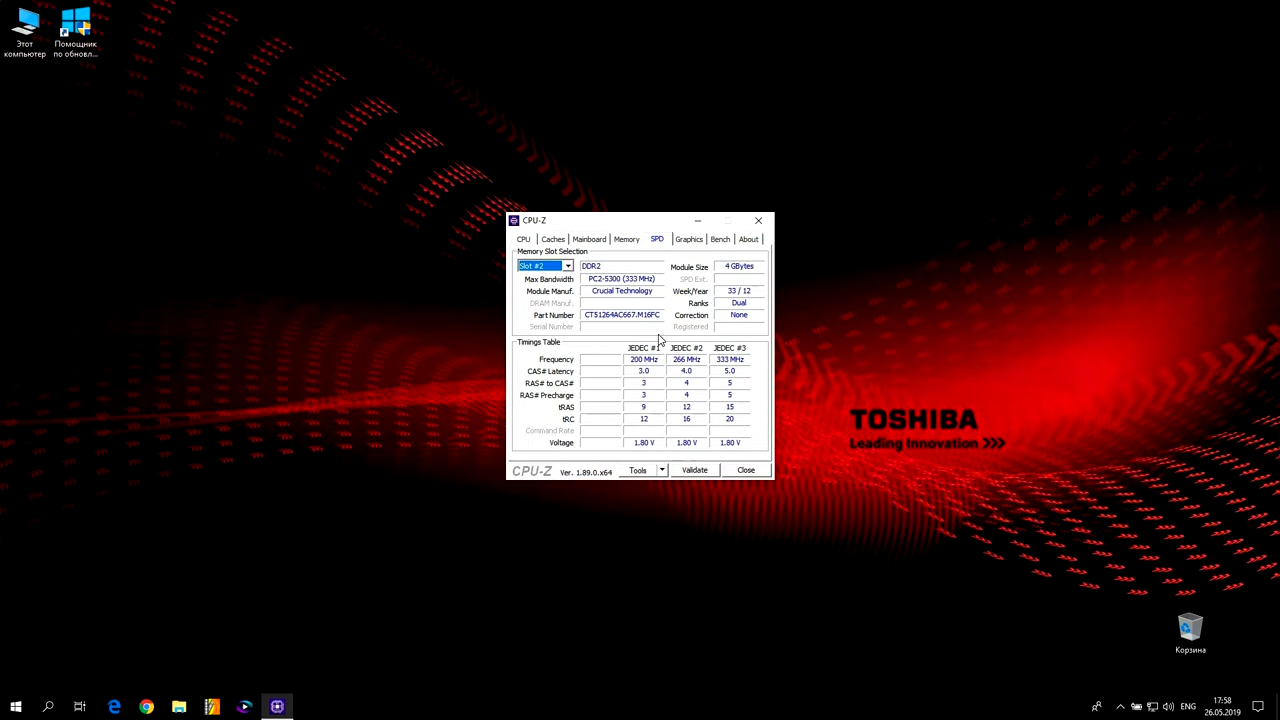 Этот
компьютер
Помощник
по обновл...
CPU-Z
CPU Caches Mainboard Memory SPD Graphics Bench About
Memory Slot Selection
Slot #2 DDR2 Module Size 4 GBytes
Max Bandwidth PC2-5300 (333 MHz) SPD Ext.
Module Manuf. Crucial Technology Week/Year 33 / 12
DRAM Manuf. Ranks Dual
Part Number CT51264AC667.M16FC Correction None
Serial Number Registered
Timings Table
JEDEC #1 JEDEC #2 JEDEC #3
Frequency 200 MHz 266 MHz 333 MHz
CAS# Latency 3.0 4.0 5.0
RAS# to CAS# 3 4 5
RAS# Precharge 3 4 5
tRAS 9 12 15
tRC 12 16 20
Command Rate
Voltage 1.80 V 1.80 V 1.80 V
CPU-Z Ver. 1.89.0.x64 Tools Validate Close
TOSHIBA
Leading Innovation >>>
Корзина
ENG
17:58
26.05.2019